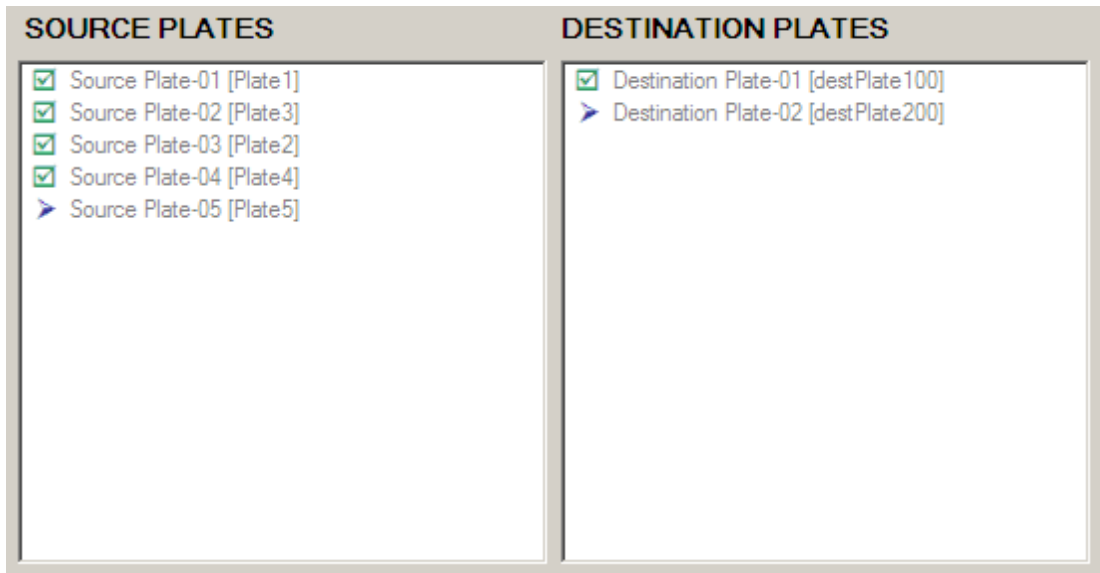 SOURCE PLATES
Source Plate-01 [Plate1]
Source Plate-02 [Plate3]
Source Plate-03 [Plate2]
Source Plate-04 [Plate4]
Source Plate-05 [Plate5]
DESTINATION PLATES
Destination Plate-01 [destPlate100]
Destination Plate-02 [destPlate200]